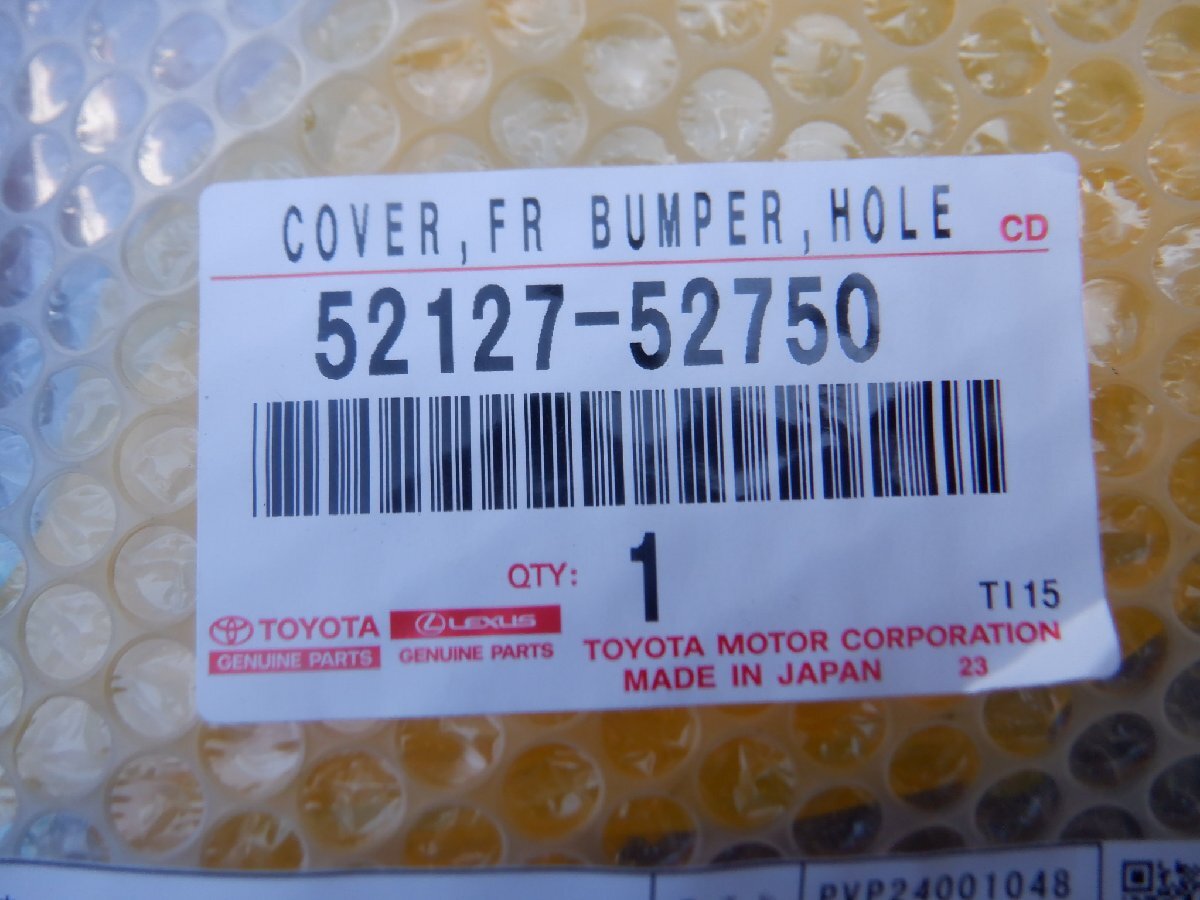 COVER,FR BUMPER,HOLE CD
52127-52750
QTY: 1
TI15
TOYOTA LEXUS
GENUINE PARTS GENUINE PARTS
TOYOTA MOTOR CORPORATION
MADE IN JAPAN 23
PVP24001048